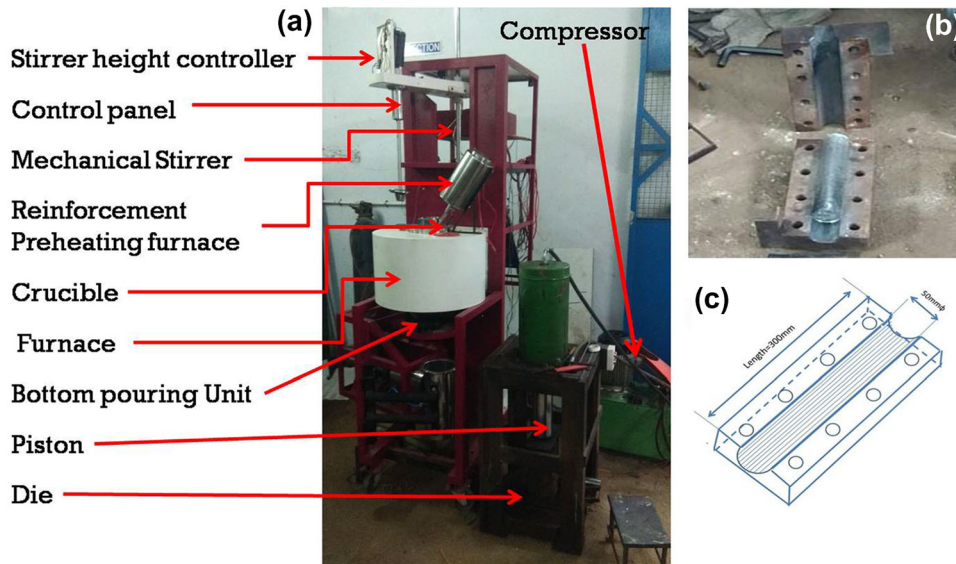 (a)
Stirrer height controller
Control panel
Mechanical Stirrer
Reinforcement
Preheating furnace
Crucible
Furnace
Bottom pouring Unit
Piston
Die
Compressor
(b)
(c)
Length=300mm
50mmϕ